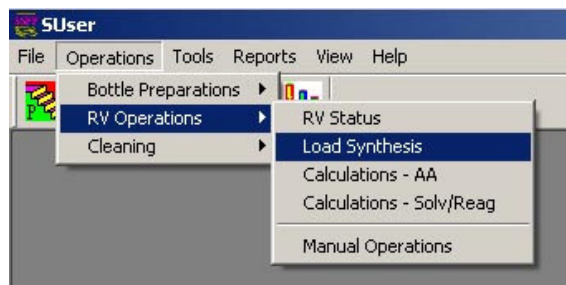 SUser
File Operations Tools Reports View Help
Bottle Preparations
RV Operations
Cleaning
RV Status
Load Synthesis
Calculations - AA
Calculations - Solv/Reag
Manual Operations